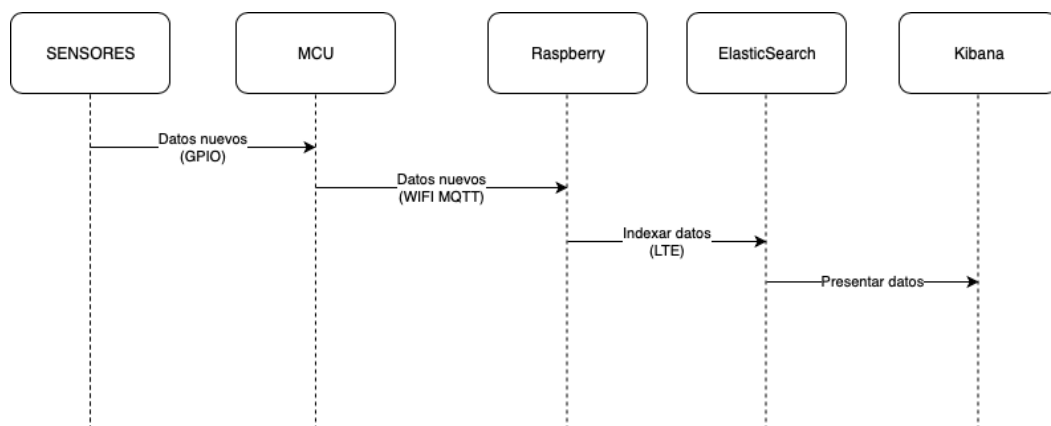 SENSORES
MCU
Raspberry
ElasticSearch
Kibana
Datos nuevos
(GPIO)
Datos nuevos
(WIFI MQTT)
Indexar datos
(LTE)
Presentar datos